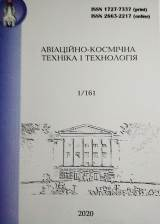 ISSN 1727-7337 (print)
ISSN 2663-2217 (online)
АВІАЦІЙНО-КОСМІЧНА
ТЕХНІКА І ТЕХНОЛОГІЯ
1/161
2020